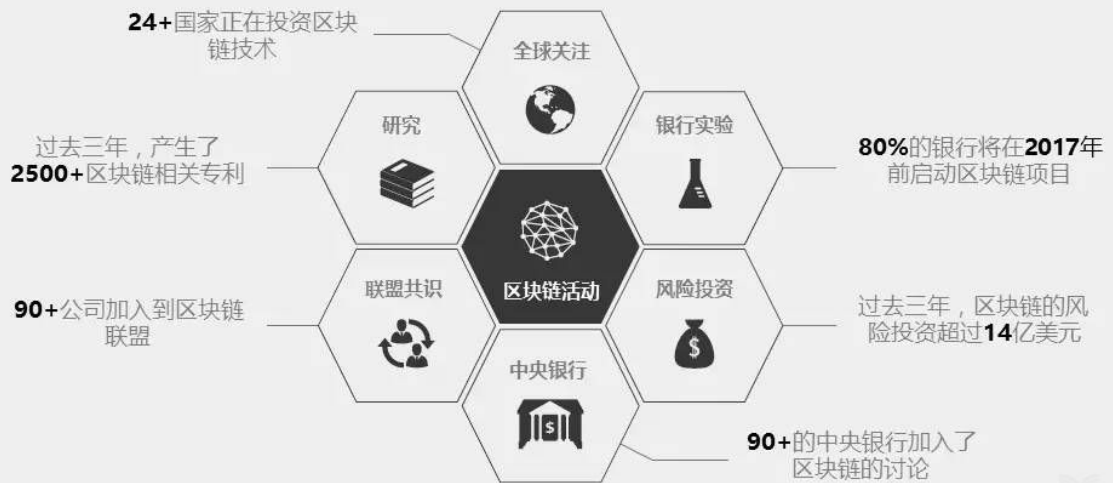 24+国家正在投资区块
链技术
全球关注
研究
银行实验
过去三年，产生了
2500+区块链相关专利
80%的银行将在2017年
前启动区块链项目
区块链活动
联盟共识
风险投资
90+公司加入到区块链
联盟
过去三年，区块链的风
险投资超过14亿美元
$
中央银行
$
90+的中央银行加入了
区块链的讨论